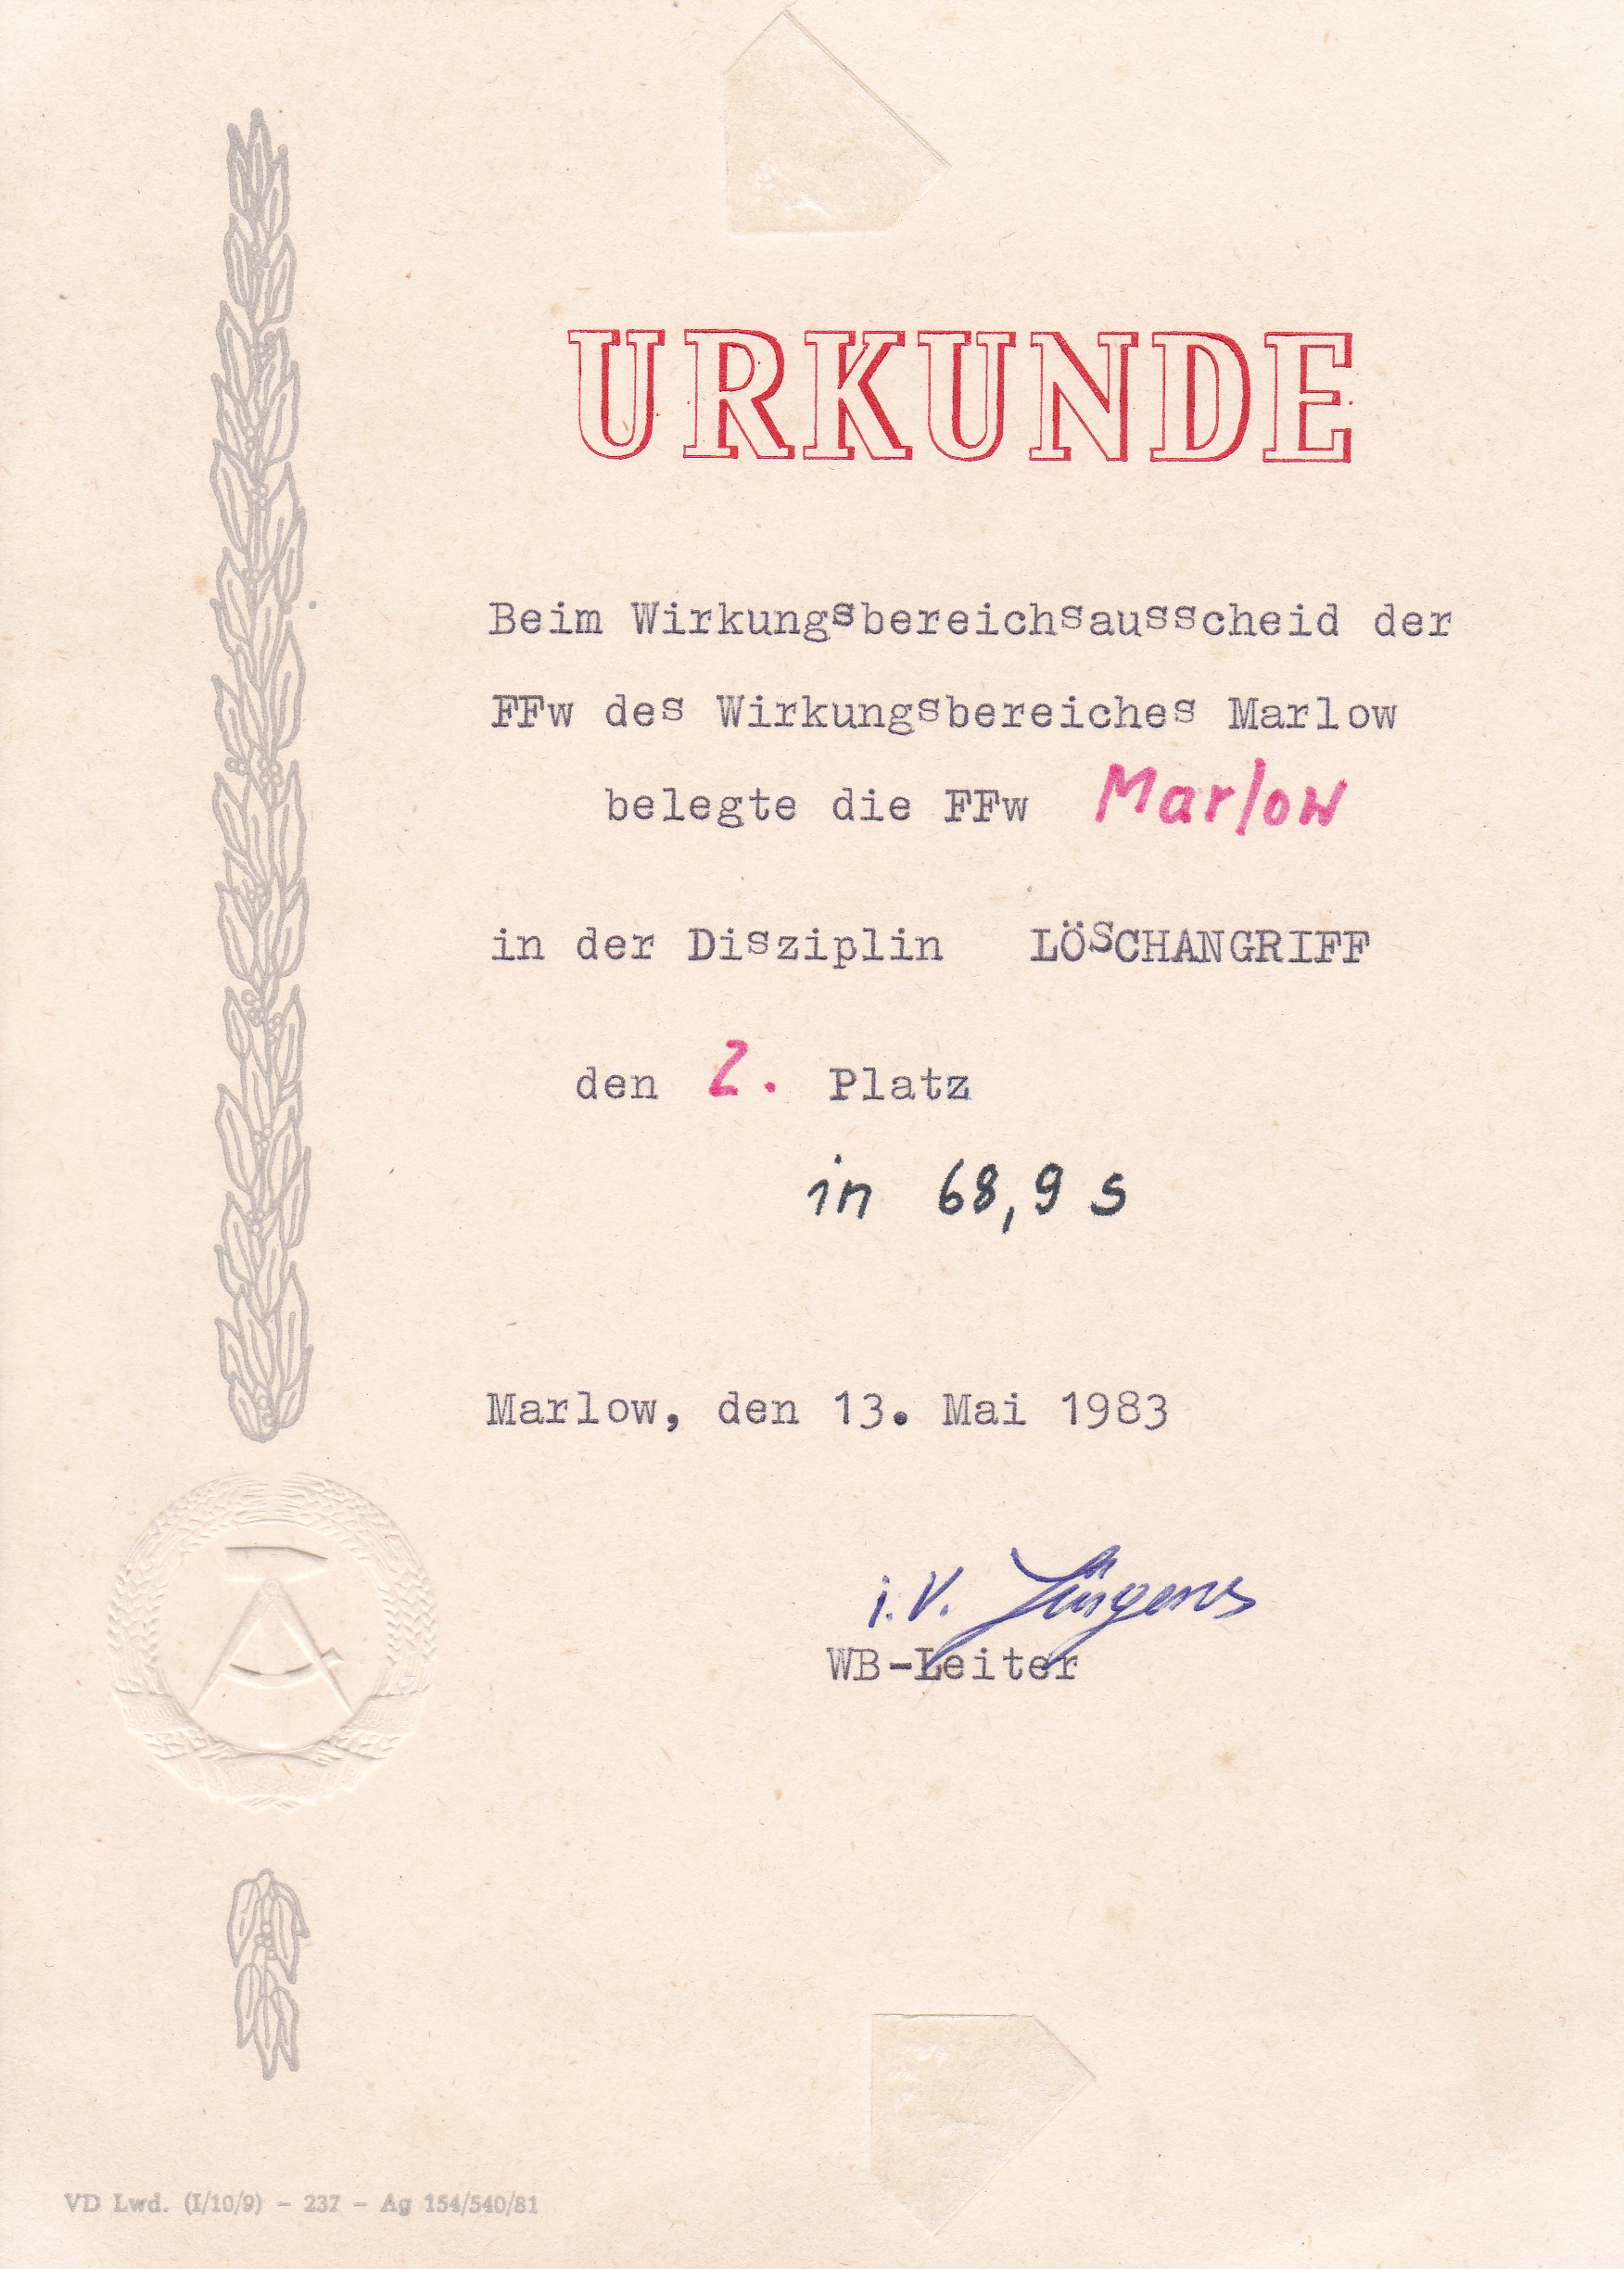 URKUNDE
Beim Wirkungsbereichsausscheid der
FFw des Wirkungsbereiches Marlow
belegte die FFw Marlow
in der Disziplin LÖSCHANGRIFF
den 2. Platz
in 68,9 s
Marlow, den 13. Mai 1983
i.V. Jürgens
WB-Leiter
VD Lwd. (I/10/9) – 237 – Ag 154/540/81